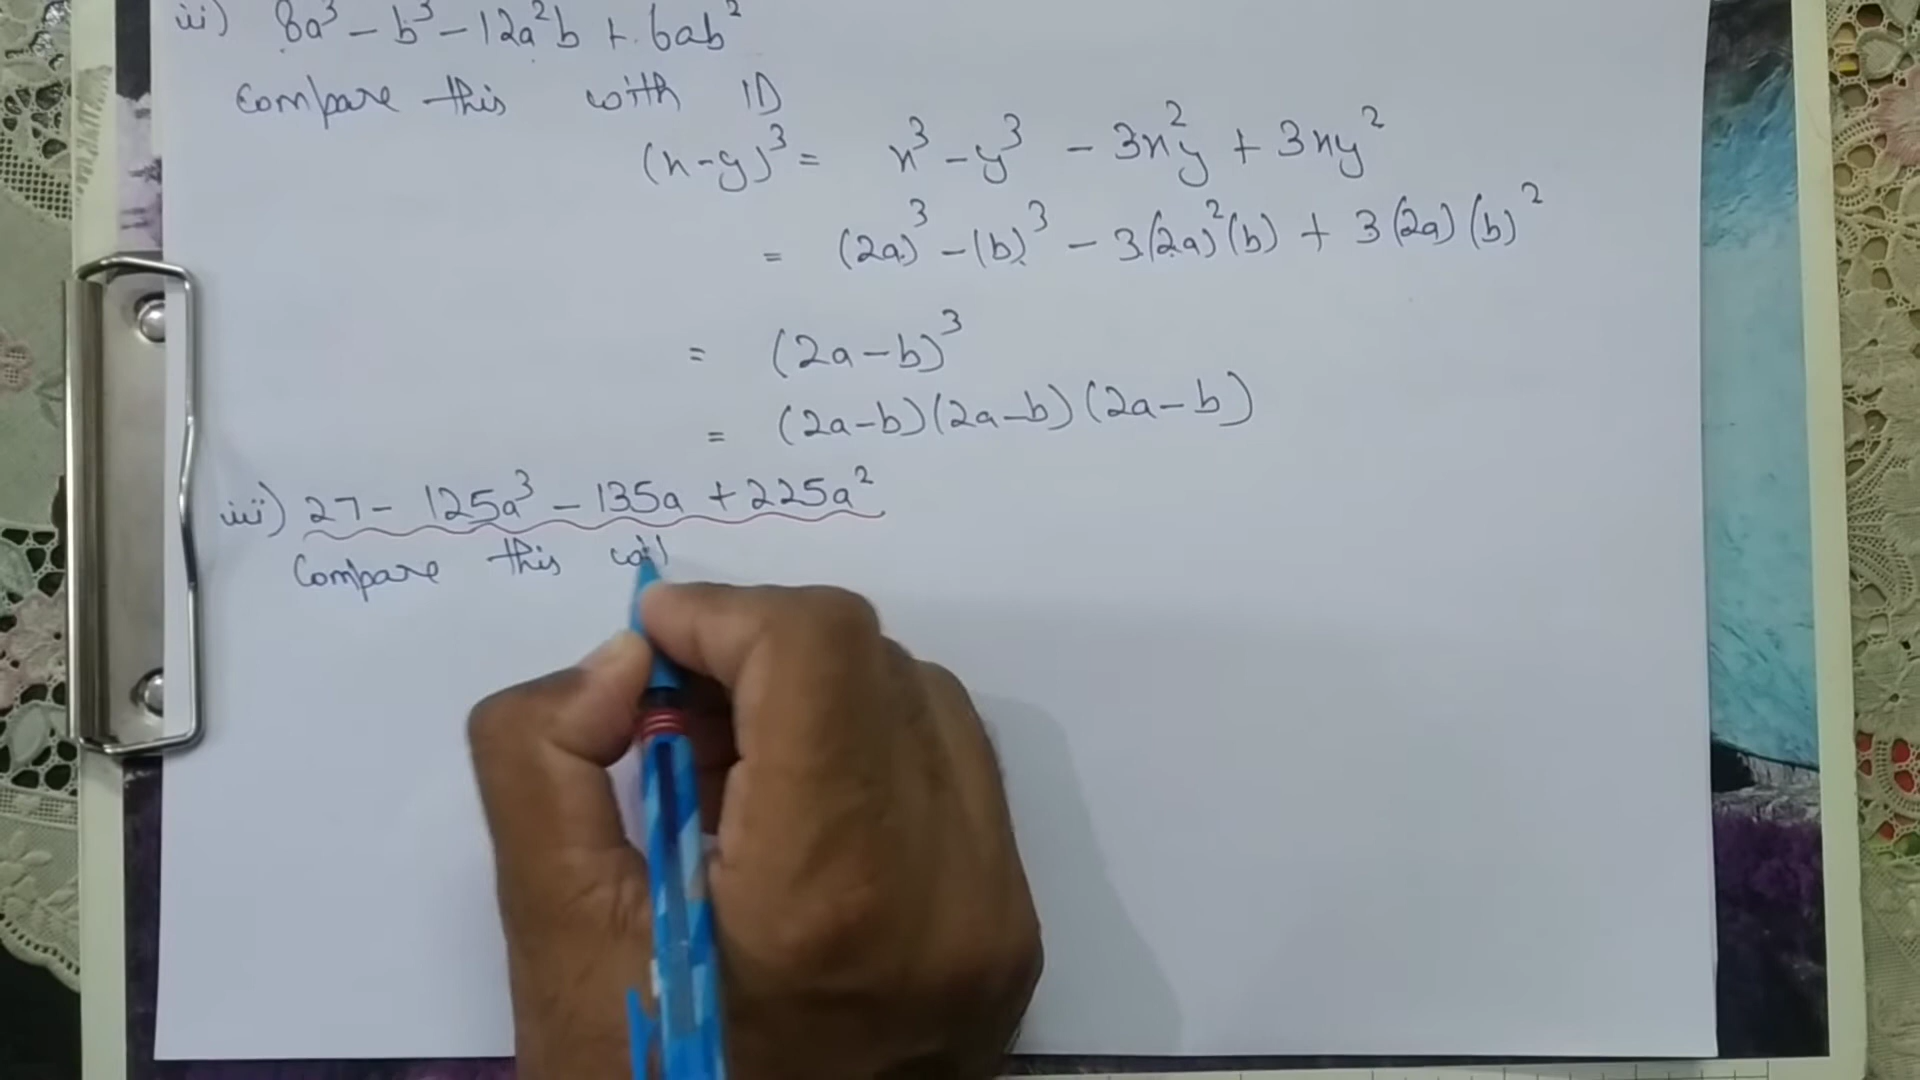 ii) 8a³ - b³ - 12a²b + 6ab²
Compare this with ID
(x-y)³ = x³ - y³ - 3x²y + 3xy²
= (2a)³ - (b)³ - 3(2a)²(b) + 3(2a)(b)²
= (2a-b)³
= (2a-b)(2a-b)(2a-b)
iii) 27 - 125a³ - 135a + 225a²
Compare this